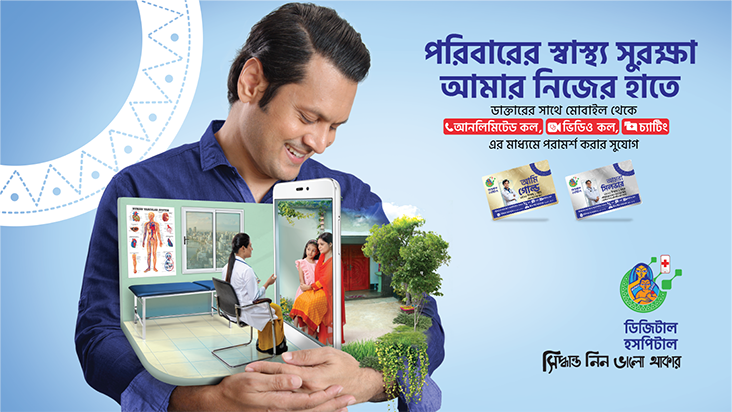 পরিবারের স্বাস্থ্য সুরক্ষা
আমার নিজের হাতে
ডাক্তারের সাথে মোবাইল থেকে
আনলিমিটেড কল, ভিডিও কল, চ্যাটিং
এর মাধ্যমে পরামর্শ করার সুযোগ
আমি
গোল্ড
আমার
সিলভার
ডিজিটাল
হসপিটাল
সিদ্ধান্ত নিন ভালো থাকার